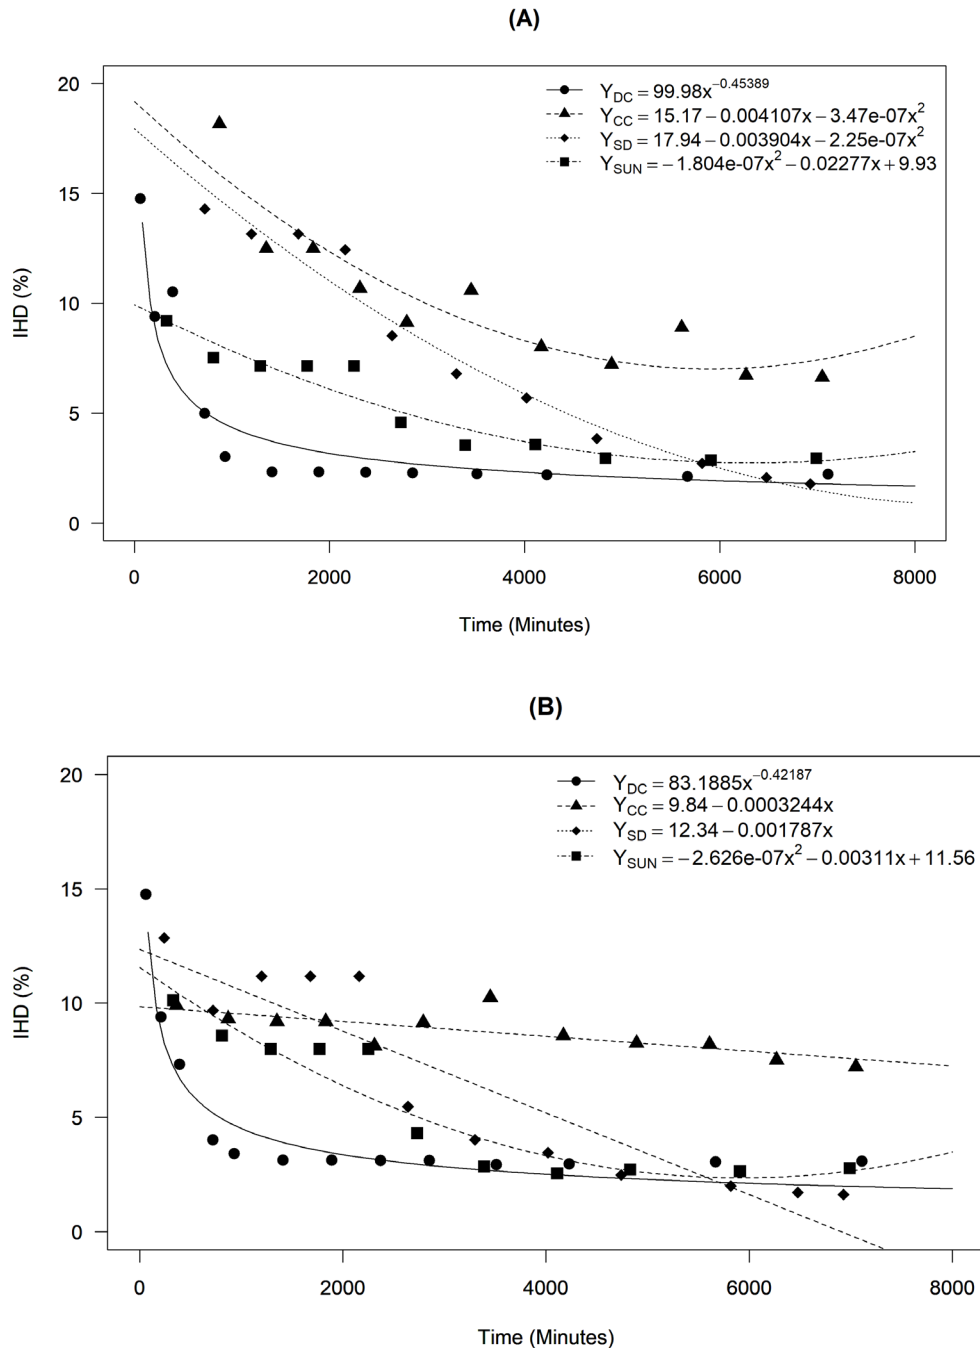 (A)
20
15
10
5
0
IHD (%)
Y_DC = 99.98x^−0.45389
Y_CC = 15.17 − 0.004107x − 3.47e-07x^2
Y_SD = 17.94 − 0.003904x − 2.25e-07x^2
Y_SUN = −1.804e-07x^2 − 0.02277x + 9.93
0 2000 4000 6000 8000
Time (Minutes)
(B)
20
15
10
5
0
IHD (%)
Y_DC = 83.1885x^−0.42187
Y_CC = 9.84 − 0.0003244x
Y_SD = 12.34 − 0.001787x
Y_SUN = −2.626e-07x^2 − 0.00311x + 11.56
0 2000 4000 6000 8000
Time (Minutes)